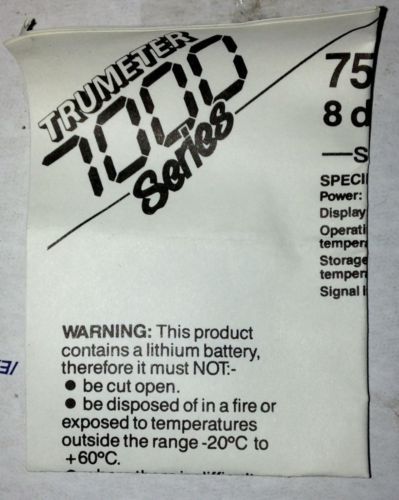 TRUMETER
7000
Series
75
8 d
—S
SPECI
Power:
Display
Operati
temper
Storage
temper
Signal I
WARNING: This product
contains a lithium battery,
therefore it must NOT:-
● be cut open.
● be disposed of in a fire or
exposed to temperatures
outside the range -20ºC to
+60ºC.